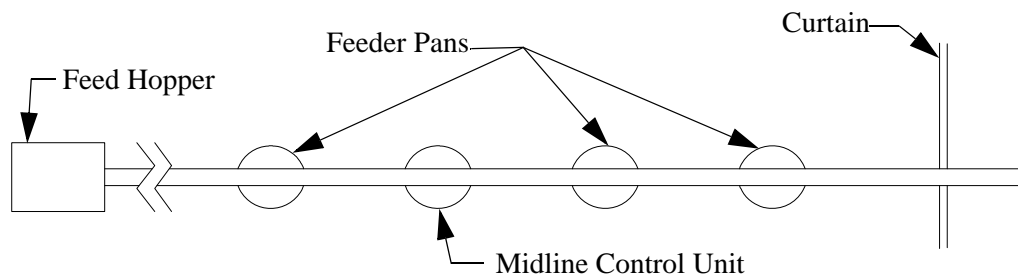 Curtain
Feeder Pans
Feed Hopper
Midline Control Unit